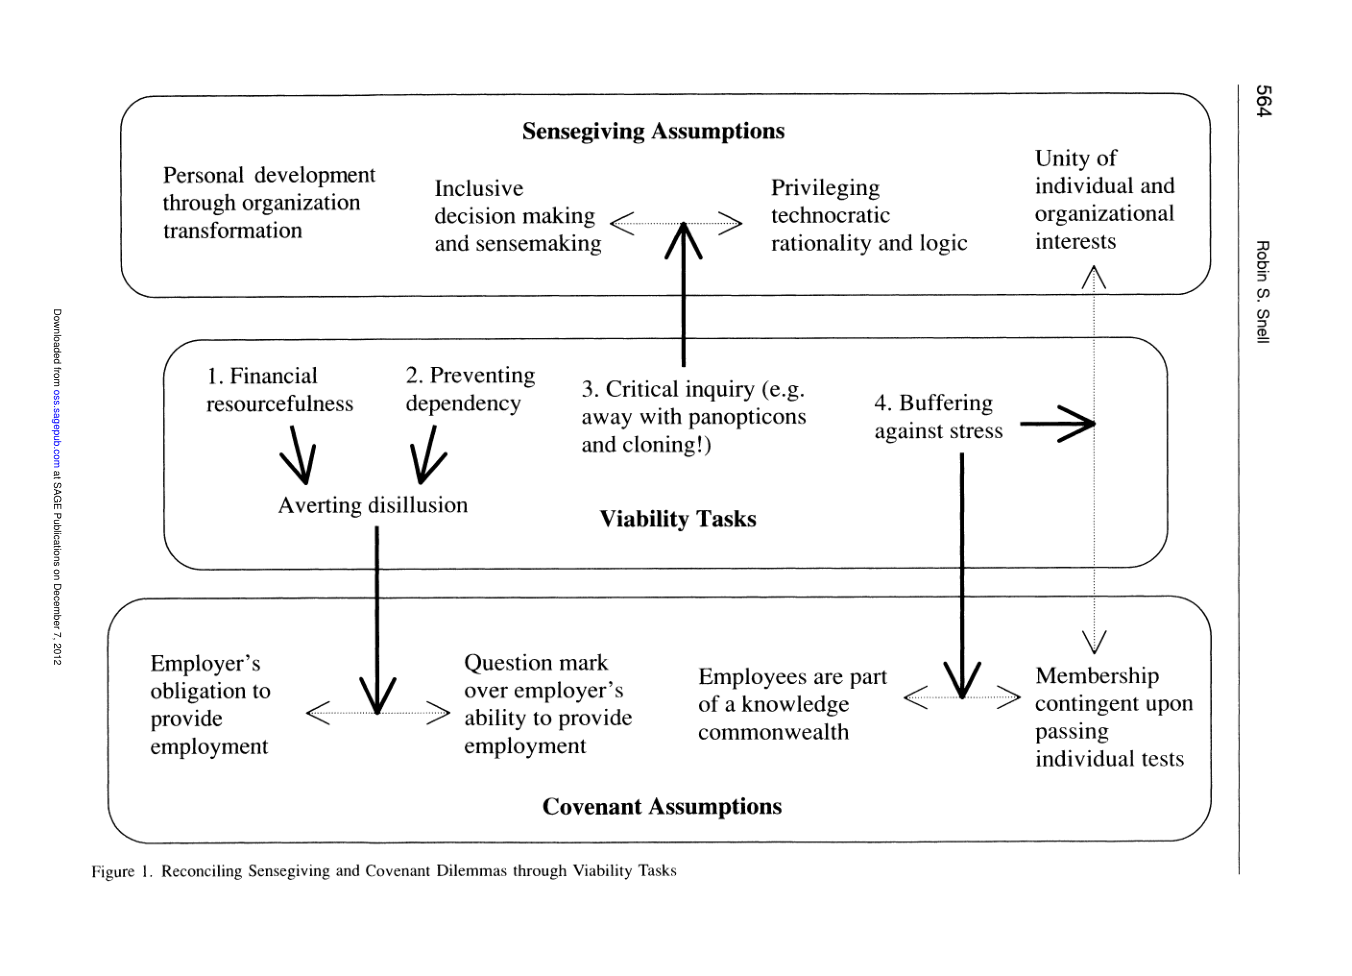 564
Robin S. Snell
Sensegiving Assumptions
Personal development
through organization
transformation
Inclusive
decision making
and sensemaking
Privileging
technocratic
rationality and logic
Unity of
individual and
organizational
interests
1. Financial
resourcefulness
2. Preventing
dependency
3. Critical inquiry (e.g.
away with panopticons
and cloning!)
4. Buffering
against stress
Averting disillusion
Viability Tasks
Employer's
obligation to
provide
employment
Question mark
over employer's
ability to provide
employment
Employees are part
of a knowledge
commonwealth
Membership
contingent upon
passing
individual tests
Covenant Assumptions
Figure 1. Reconciling Sensegiving and Covenant Dilemmas through Viability Tasks
Downloaded from oss.sagepub.com at SAGE Publications on December 7, 2012